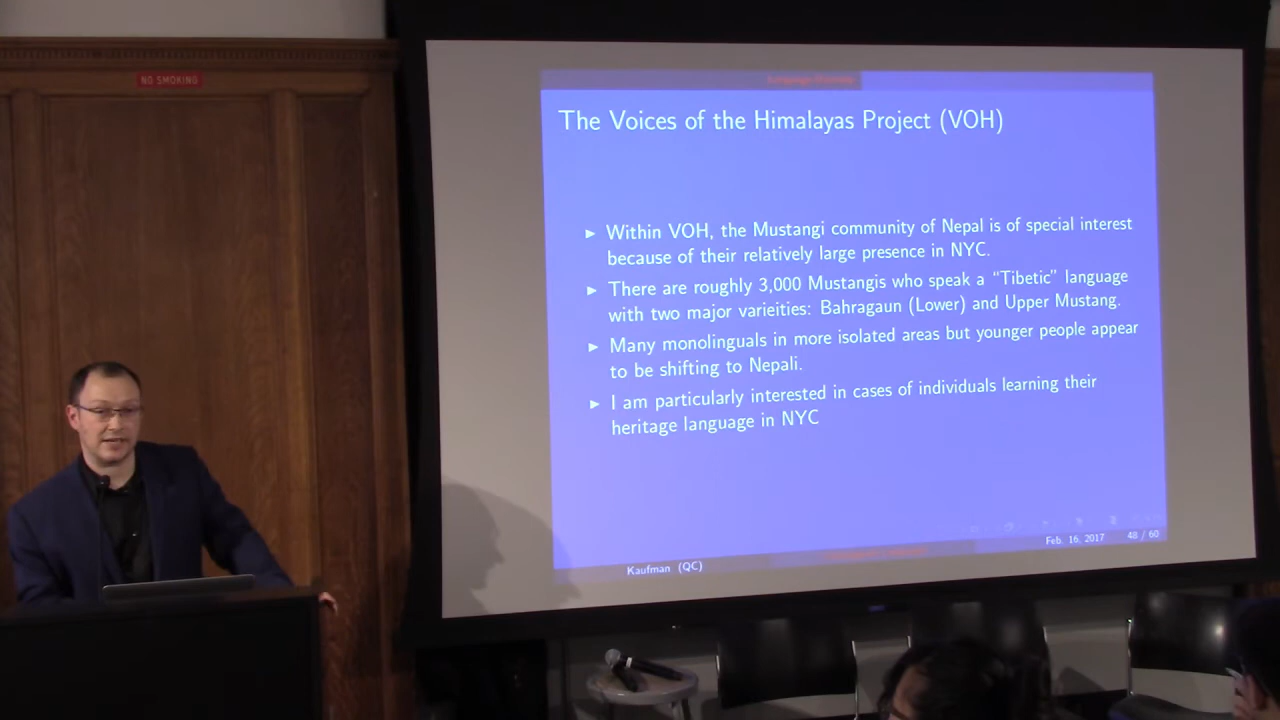 NO SMOKING
The Voices of the Himalayas Project (VOH)
▶ Within VOH, the Mustangi community of Nepal is of special interest
because of their relatively large presence in NYC.
▶ There are roughly 3,000 Mustangis who speak a “Tibetic” language
with two major varieities: Bahragaun (Lower) and Upper Mustang.
▶ Many monolinguals in more isolated areas but younger people appear
to be shifting to Nepali.
▶ I am particularly interested in cases of individuals learning their
heritage language in NYC
Kaufman (QC)
Feb. 16, 2017 48 / 60